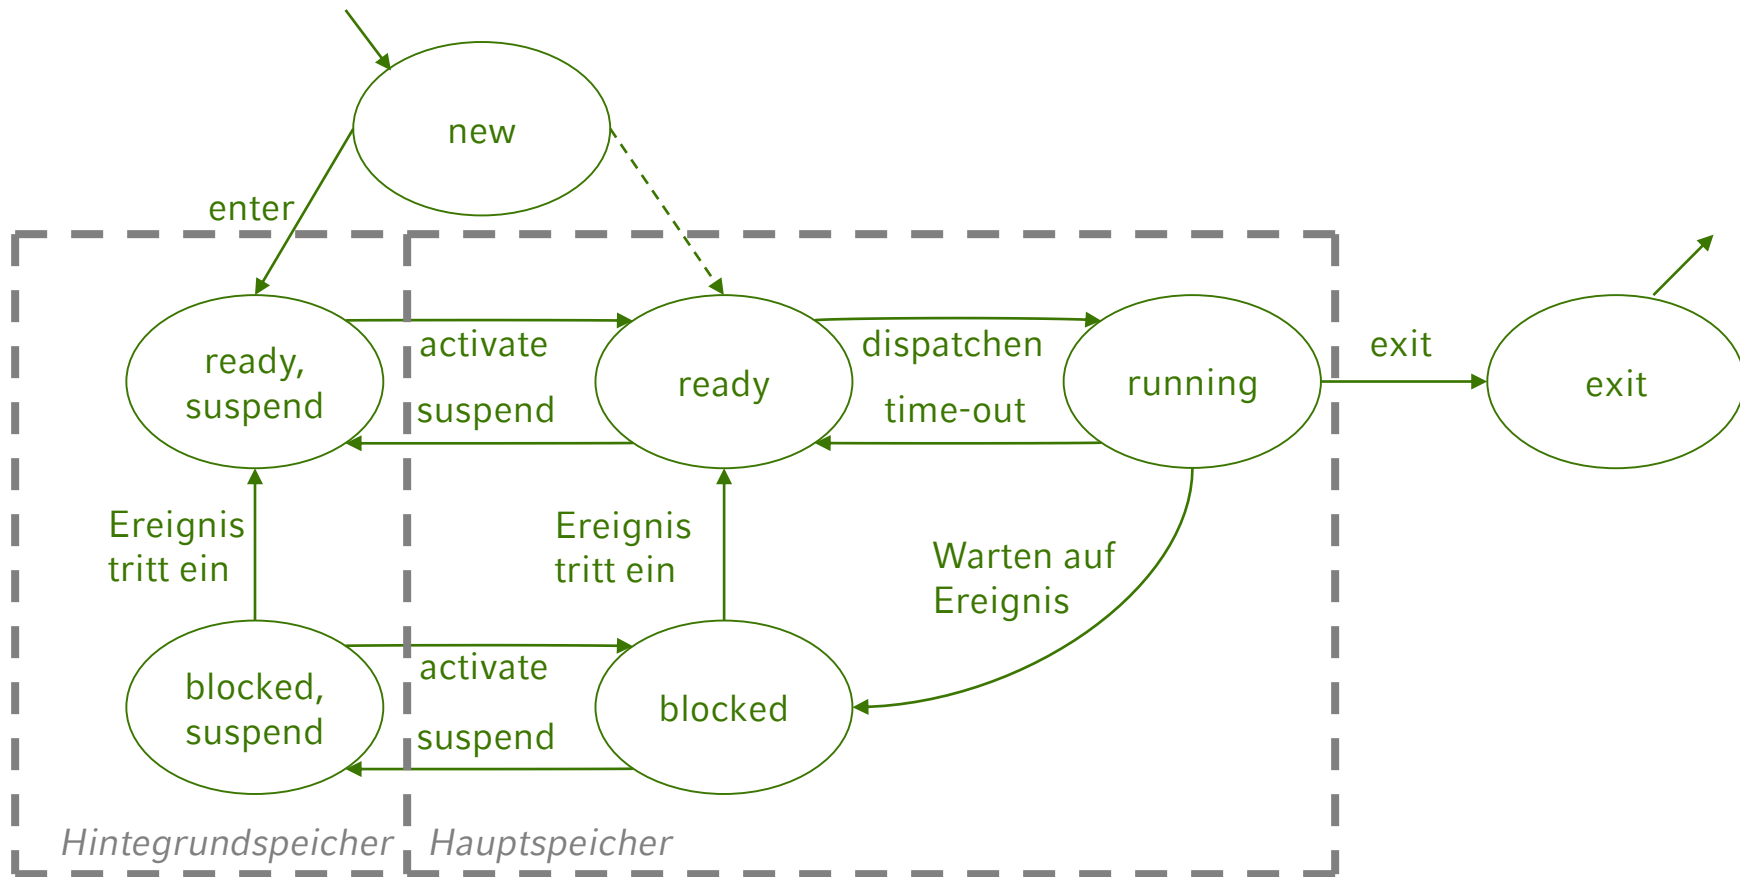 new
enter
ready,
suspend
activate
suspend
ready
dispatchen
time-out
running
exit
exit
Ereignis
tritt ein
Ereignis
tritt ein
Warten auf
Ereignis
blocked,
suspend
activate
suspend
blocked
Hintegrundspeicher
Hauptspeicher